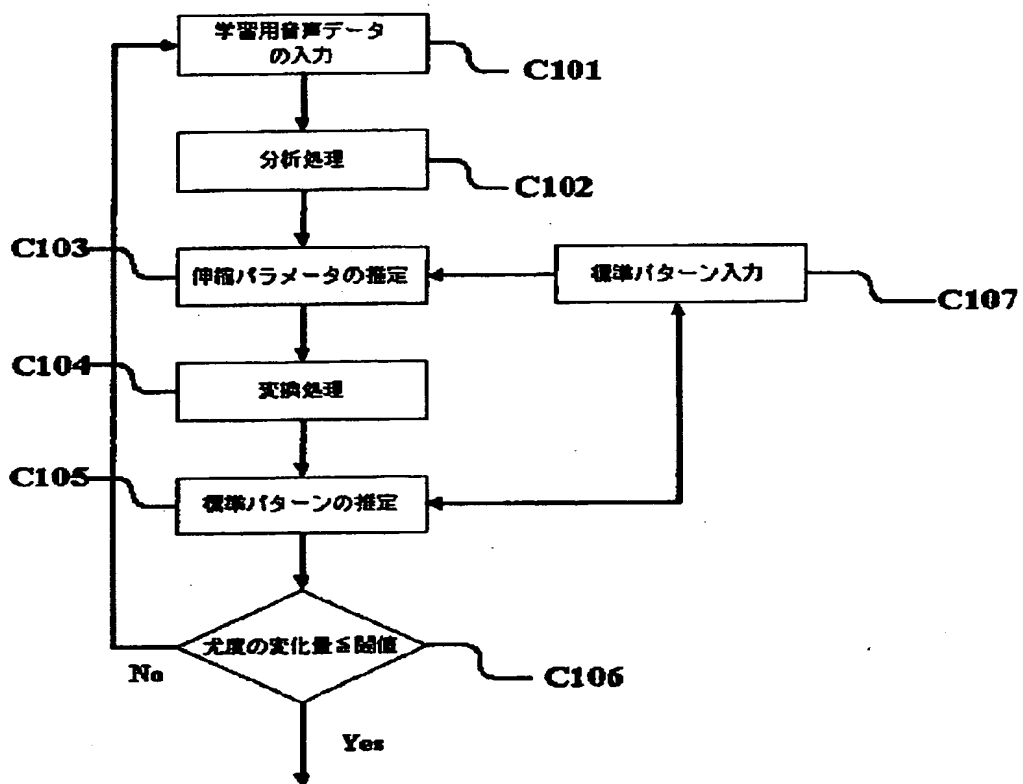 学習用音声データ
の入力
C101
分析処理
C102
C103
伸縮パラメータの推定
標準パターン入力
C107
C104
変換処理
C105
標準パターンの推定
尤度の変化量≦閾値
No
C106
Yes